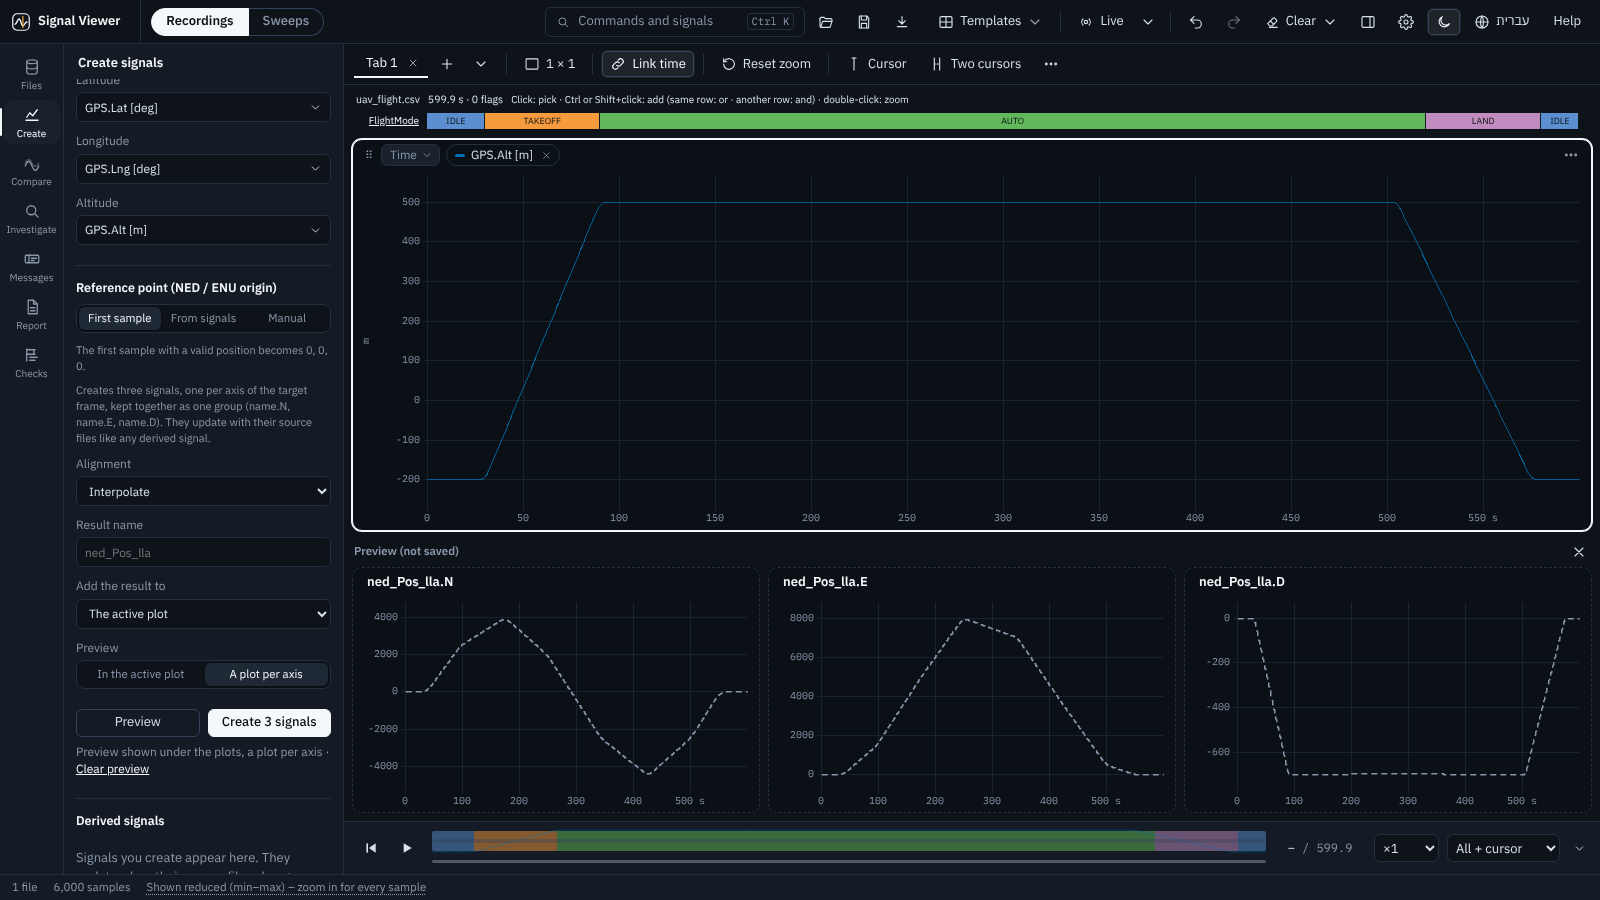 Signal Viewer
Recordings
Sweeps
Commands and signals
Ctrl K
Templates
Live
Clear
עברית
Help
Files
Create
Compare
Investigate
Messages
Report
Checks
Create signals
Latitude
GPS.Lat [deg]
Longitude
GPS.Lng [deg]
Altitude
GPS.Alt [m]
Reference point (NED / ENU origin)
First sample
From signals
Manual
The first sample with a valid position becomes 0, 0,
0.
Creates three signals, one per axis of the target
frame, kept together as one group (name.N,
name.E, name.D). They update with their source
files like any derived signal.
Alignment
Interpolate
Result name
ned_Pos_lla
Add the result to
The active plot
Preview
In the active plot
A plot per axis
Preview
Create 3 signals
Preview shown under the plots, a plot per axis ·
Clear preview
Derived signals
Signals you create appear here. They
Tab 1
1 × 1
Link time
Reset zoom
Cursor
Two cursors
uav_flight.csv 599.9 s · 0 flags Click: pick · Ctrl or Shift+click: add (same row: or · another row: and) · double-click: zoom
FlightMode
IDLE
TAKEOFF
AUTO
LAND
IDLE
Time
GPS.Alt [m]
m
500
400
300
200
100
0
-100
-200
0 50 100 150 200 250 300 350 400 450 500 550 s
Preview (not saved)
ned_Pos_lla.N
4000
2000
0
-2000
-4000
0 100 200 300 400 500 s
ned_Pos_lla.E
8000
6000
4000
2000
0
0 100 200 300 400 500 s
ned_Pos_lla.D
0
-200
-400
-600
0 100 200 300 400 500 s
– / 599.9
×1
All + cursor
1 file
6,000 samples
Shown reduced (min–max) – zoom in for every sample